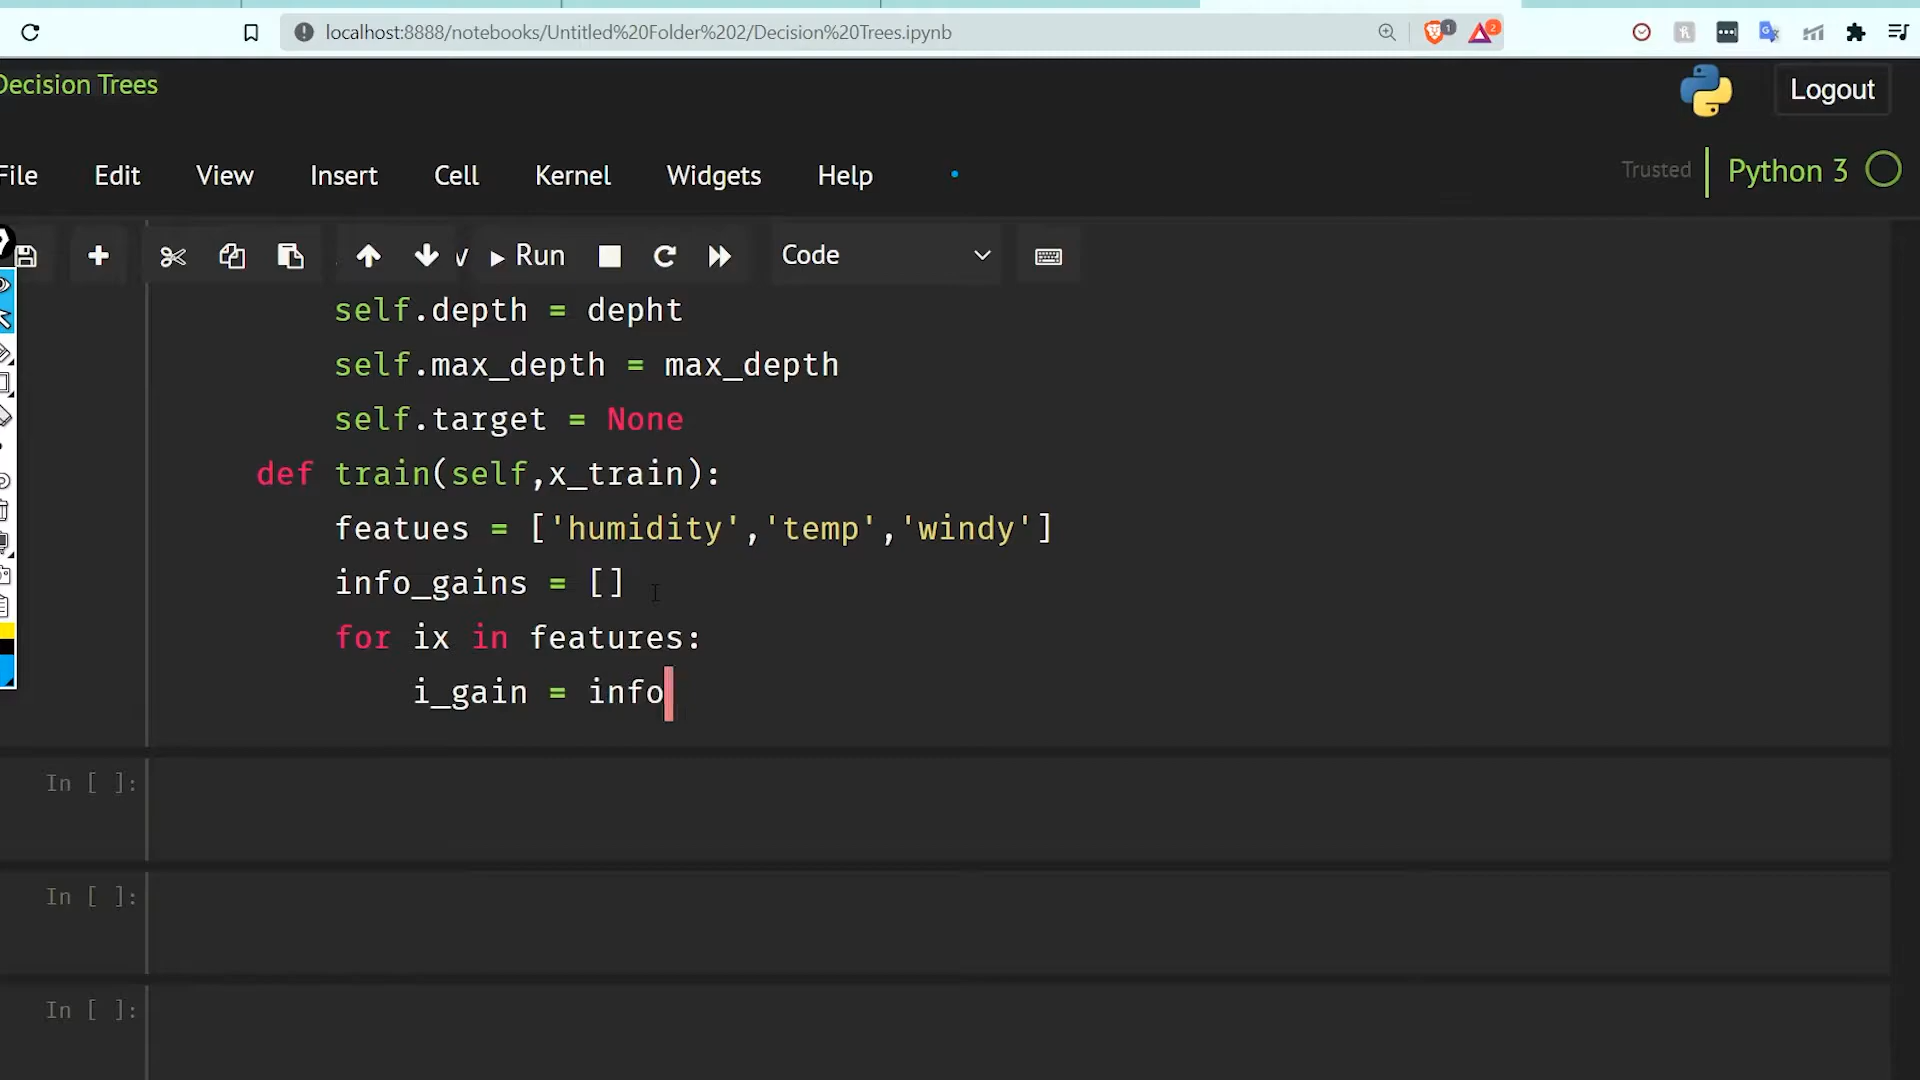 localhost:8888/notebooks/Untitled%20Folder%202/Decision%20Trees.ipynb
1
2
Decision Trees
Logout
File Edit View Insert Cell Kernel Widgets Help
Trusted
Python 3
Run
Code
self.depth = depht
self.max_depth = max_depth
self.target = None
def train(self,x_train):
featues = ['humidity','temp','windy']
info_gains = []
for ix in features:
i_gain = info
In [ ]:
In [ ]:
In [ ]: